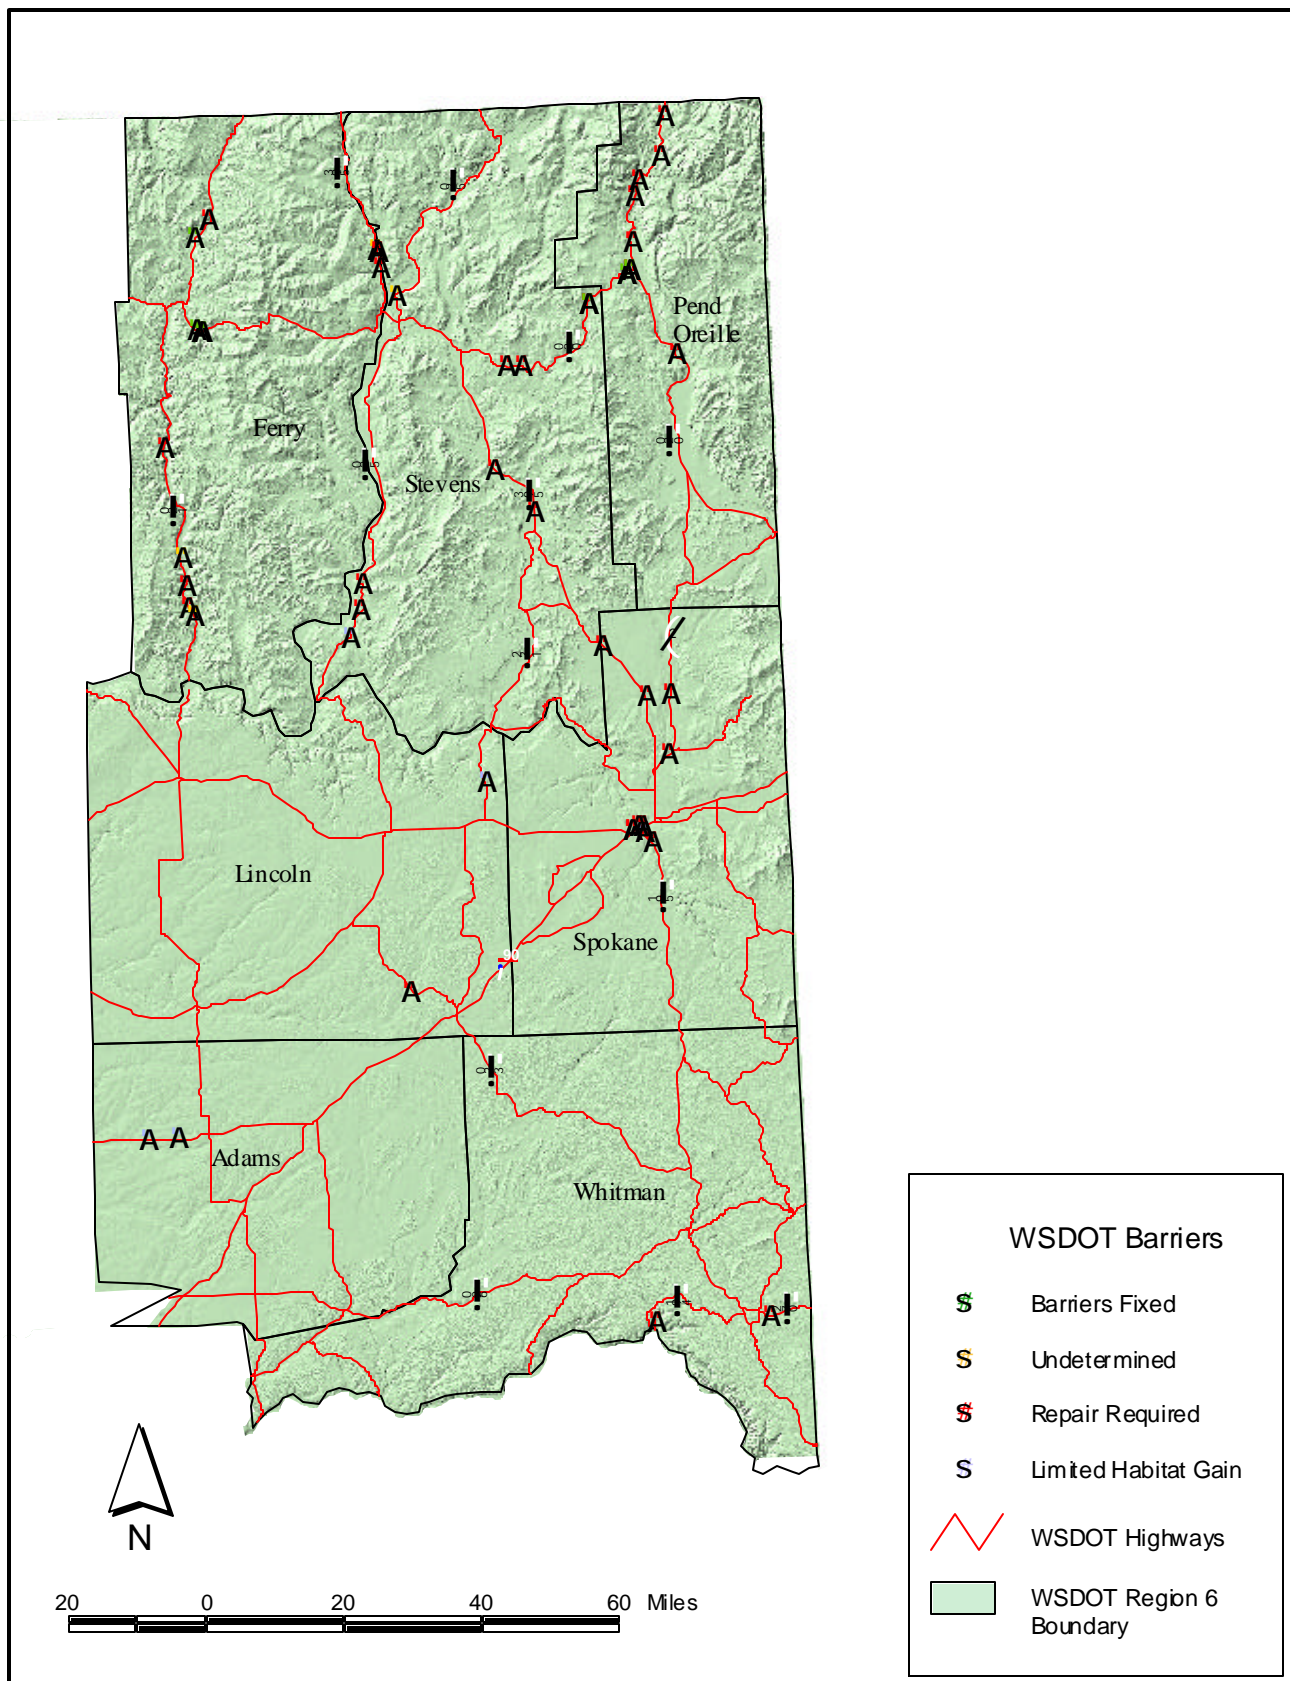 Pend
Oreille
Ferry
Stevens
Lincoln
Spokane
90
Adams
Whitman
WSDOT Barriers
S Barriers Fixed
S Undetermined
S Repair Required
S Limited Habitat Gain
WSDOT Highways
WSDOT Region 6
Boundary
N
20 0 20 40 60 Miles